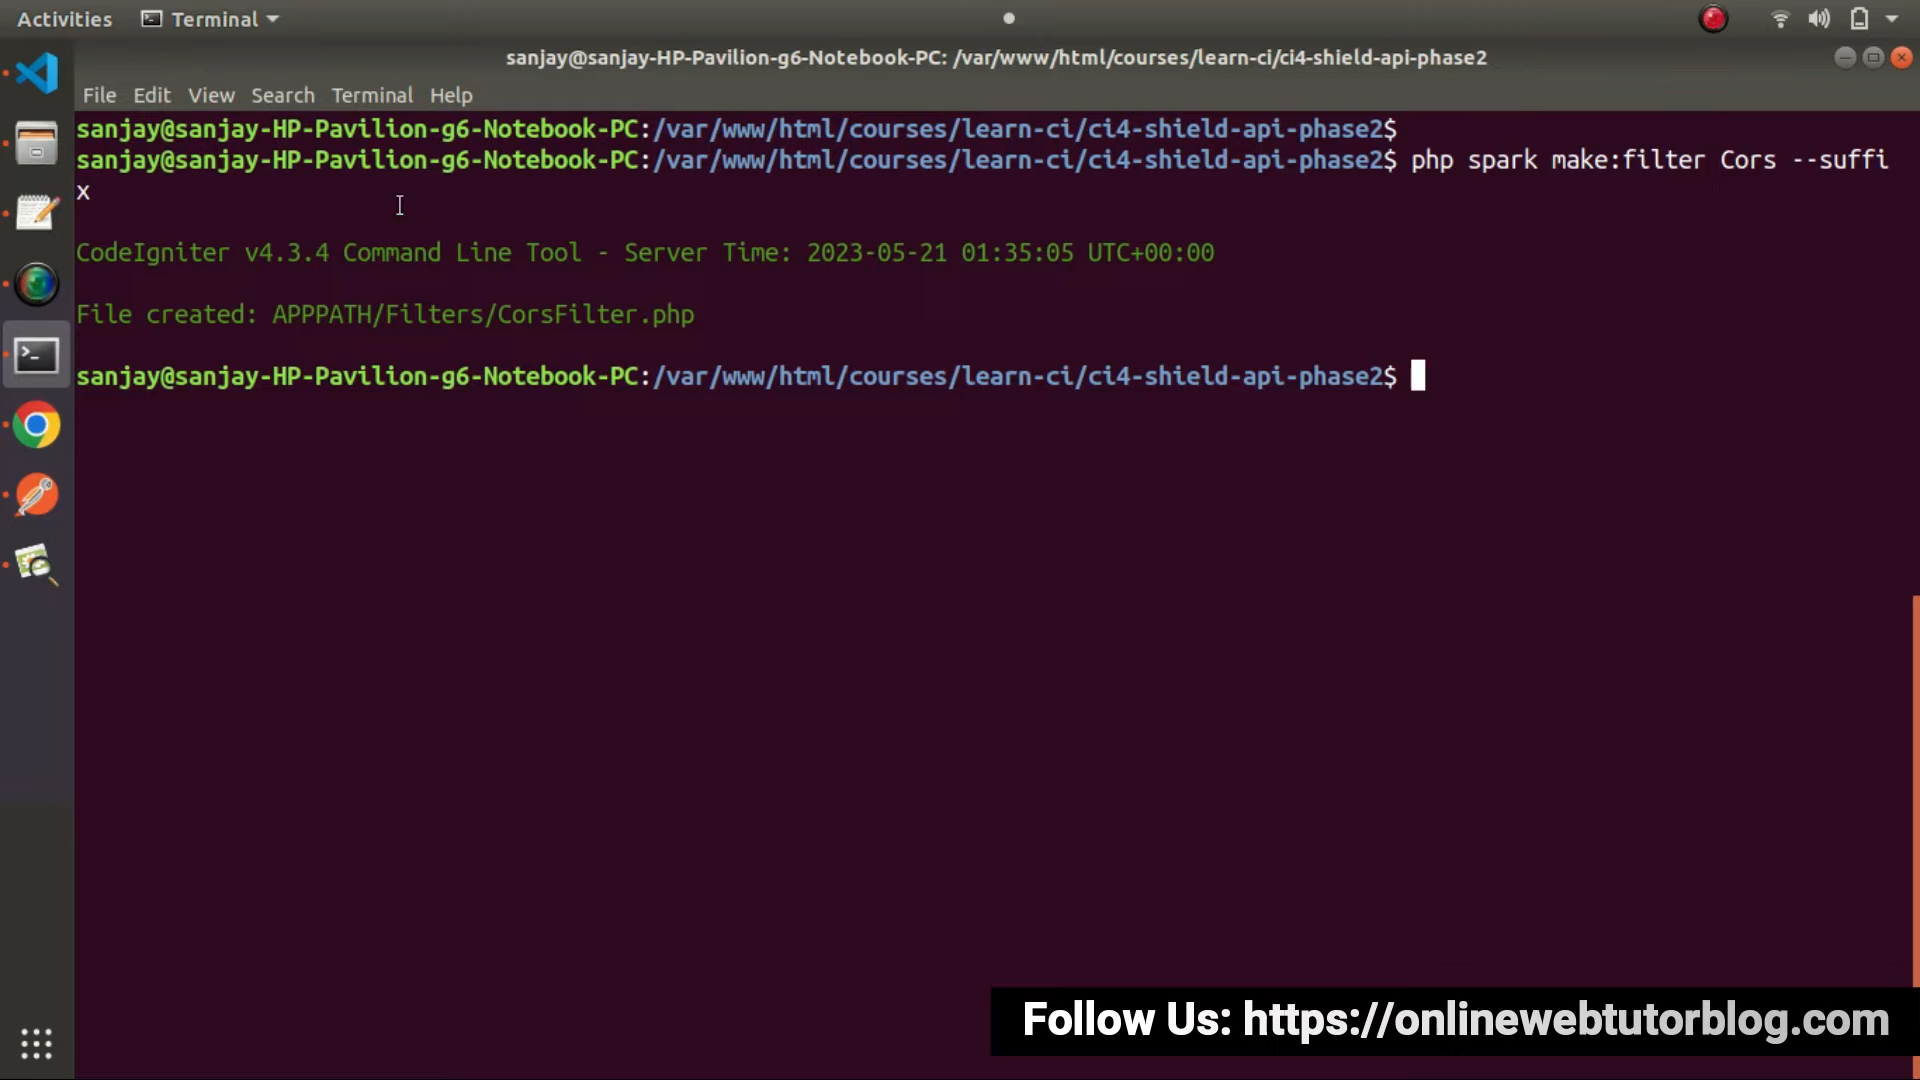 Activities Terminal
sanjay@sanjay-HP-Pavilion-g6-Notebook-PC: /var/www/html/courses/learn-ci/ci4-shield-api-phase2
File Edit View Search Terminal Help
sanjay@sanjay-HP-Pavilion-g6-Notebook-PC:/var/www/html/courses/learn-ci/ci4-shield-api-phase2$
sanjay@sanjay-HP-Pavilion-g6-Notebook-PC:/var/www/html/courses/learn-ci/ci4-shield-api-phase2$ php spark make:filter Cors --suffi
x
CodeIgniter v4.3.4 Command Line Tool - Server Time: 2023-05-21 01:35:05 UTC+00:00
File created: APPPATH/Filters/CorsFilter.php
sanjay@sanjay-HP-Pavilion-g6-Notebook-PC:/var/www/html/courses/learn-ci/ci4-shield-api-phase2$
Follow Us: https://onlinewebtutorblog.com